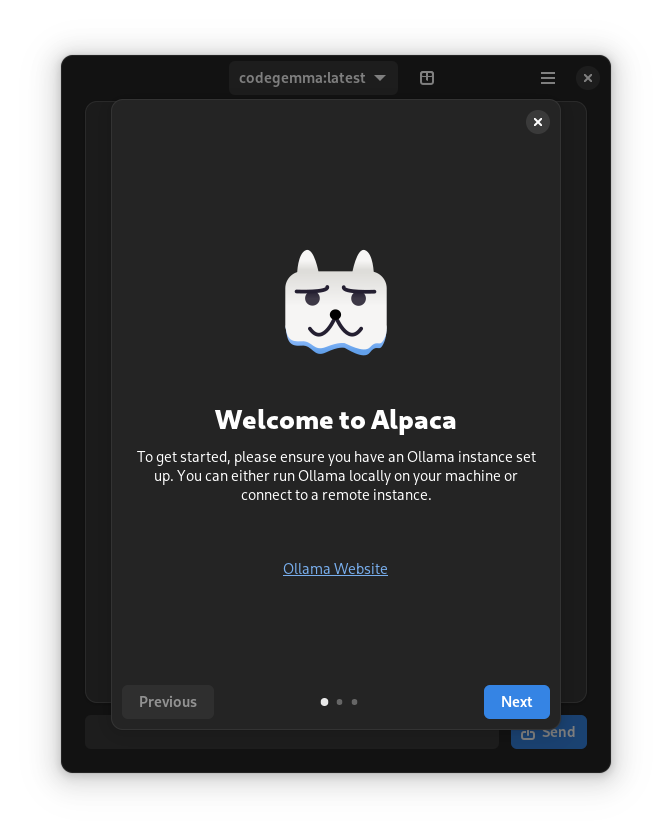 codegemma:latest
Welcome to Alpaca
To get started, please ensure you have an Ollama instance set
up. You can either run Ollama locally on your machine or
connect to a remote instance.
Ollama Website
Previous
Next
Send